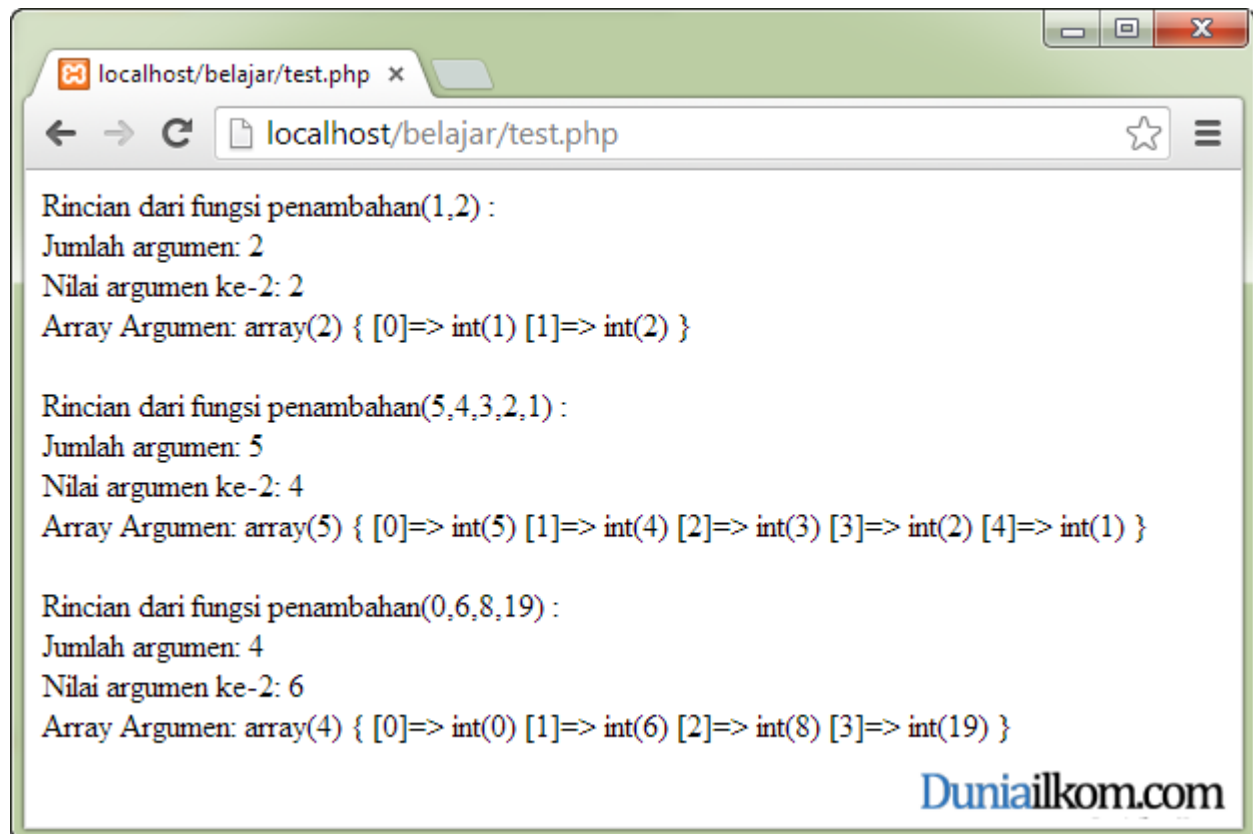 localhost/belajar/test.php
localhost/belajar/test.php
Rincian dari fungsi penambahan(1,2) :
Jumlah argumen: 2
Nilai argumen ke-2: 2
Array Argumen: array(2) { [0]=> int(1) [1]=> int(2) }
Rincian dari fungsi penambahan(5,4,3,2,1) :
Jumlah argumen: 5
Nilai argumen ke-2: 4
Array Argumen: array(5) { [0]=> int(5) [1]=> int(4) [2]=> int(3) [3]=> int(2) [4]=> int(1) }
Rincian dari fungsi penambahan(0,6,8,19) :
Jumlah argumen: 4
Nilai argumen ke-2: 6
Array Argumen: array(4) { [0]=> int(0) [1]=> int(6) [2]=> int(8) [3]=> int(19) }
Duniailkom.com